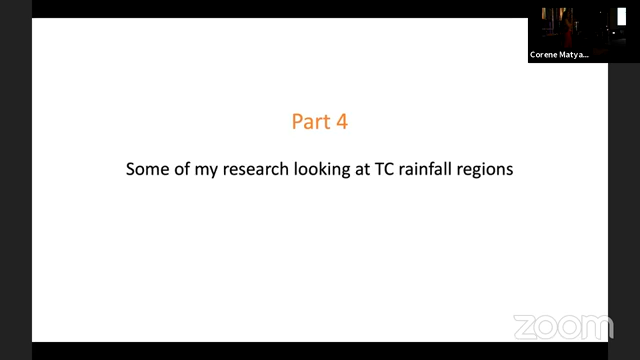 Corene Matya...
Part 4
Some of my research looking at TC rainfall regions
zoom